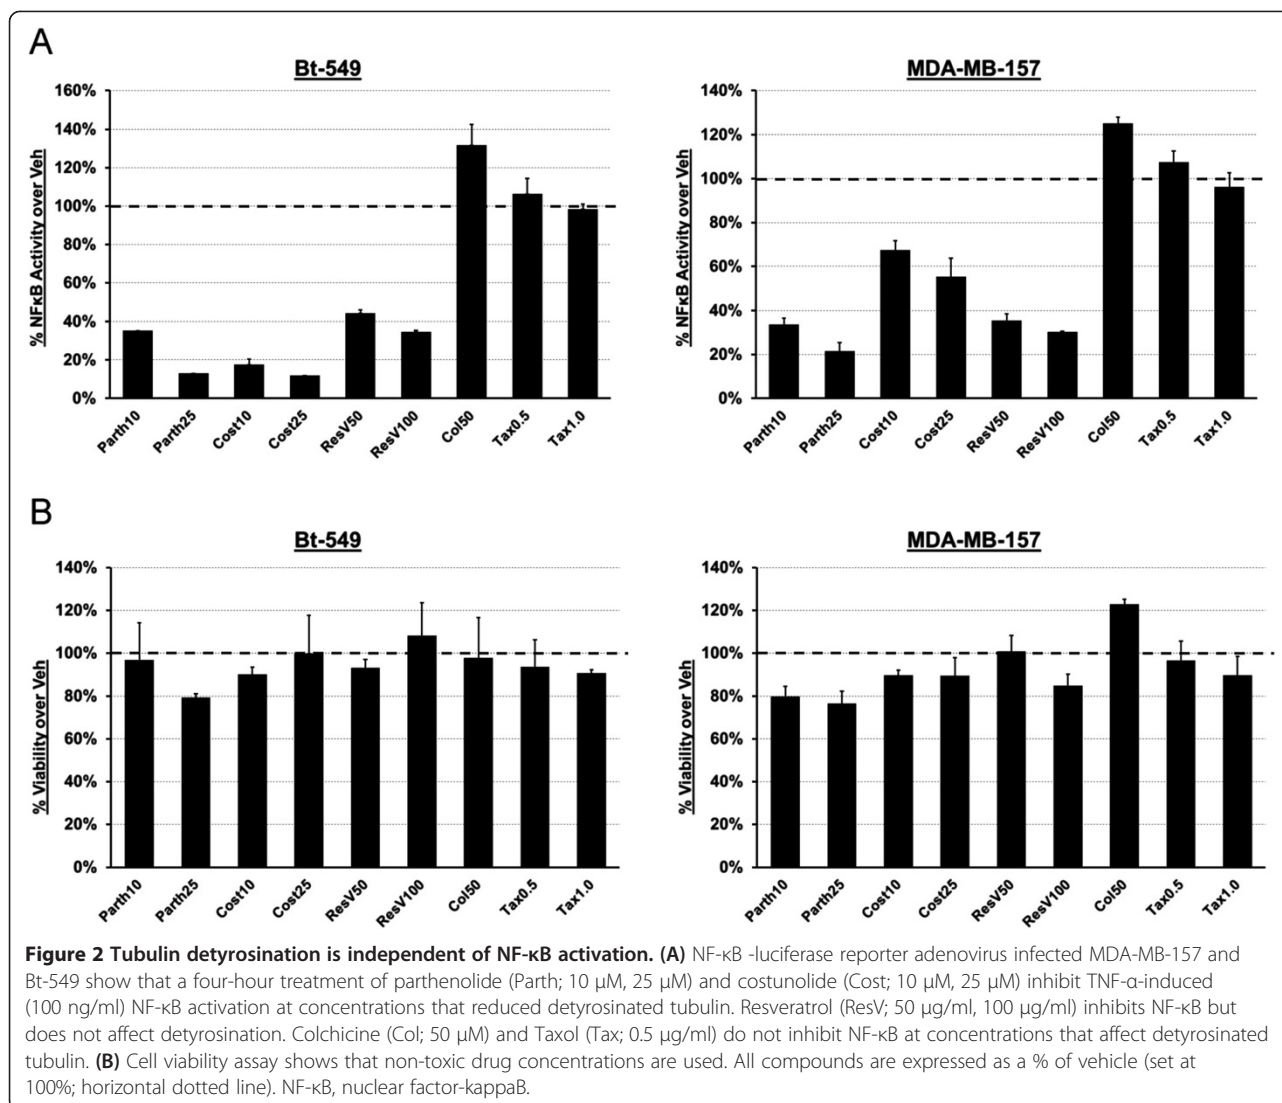 A
Bt-549
% NFκB Activity over Veh
160%
140%
120%
100%
80%
60%
40%
20%
0%
Parth10
Parth25
Cost10
Cost25
ResV50
ResV100
Col50
Tax0.5
Tax1.0
MDA-MB-157
% NFκB Activity over Veh
140%
120%
100%
80%
60%
40%
20%
0%
Parth10
Parth25
Cost10
Cost25
ResV50
ResV100
Col50
Tax0.5
Tax1.0
B
Bt-549
% Viability over Veh
140%
120%
100%
80%
60%
40%
20%
0%
Parth10
Parth25
Cost10
Cost25
ResV50
ResV100
Col50
Tax0.5
Tax1.0
MDA-MB-157
% Viability over Veh
140%
120%
100%
80%
60%
40%
20%
0%
Parth10
Parth25
Cost10
Cost25
ResV50
ResV100
Col50
Tax0.5
Tax1.0
Figure 2 Tubulin detyrosination is independent of NF-κB activation. (A) NF-κB -luciferase reporter adenovirus infected MDA-MB-157 and
Bt-549 show that a four-hour treatment of parthenolide (Parth; 10 μM, 25 μM) and costunolide (Cost; 10 μM, 25 μM) inhibit TNF-α-induced
(100 ng/ml) NF-κB activation at concentrations that reduced detyrosinated tubulin. Resveratrol (ResV; 50 μg/ml, 100 μg/ml) inhibits NF-κB but
does not affect detyrosination. Colchicine (Col; 50 μM) and Taxol (Tax; 0.5 μg/ml) do not inhibit NF-κB at concentrations that affect detyrosinated
tubulin. (B) Cell viability assay shows that non-toxic drug concentrations are used. All compounds are expressed as a % of vehicle (set at
100%; horizontal dotted line). NF-κB, nuclear factor-kappaB.